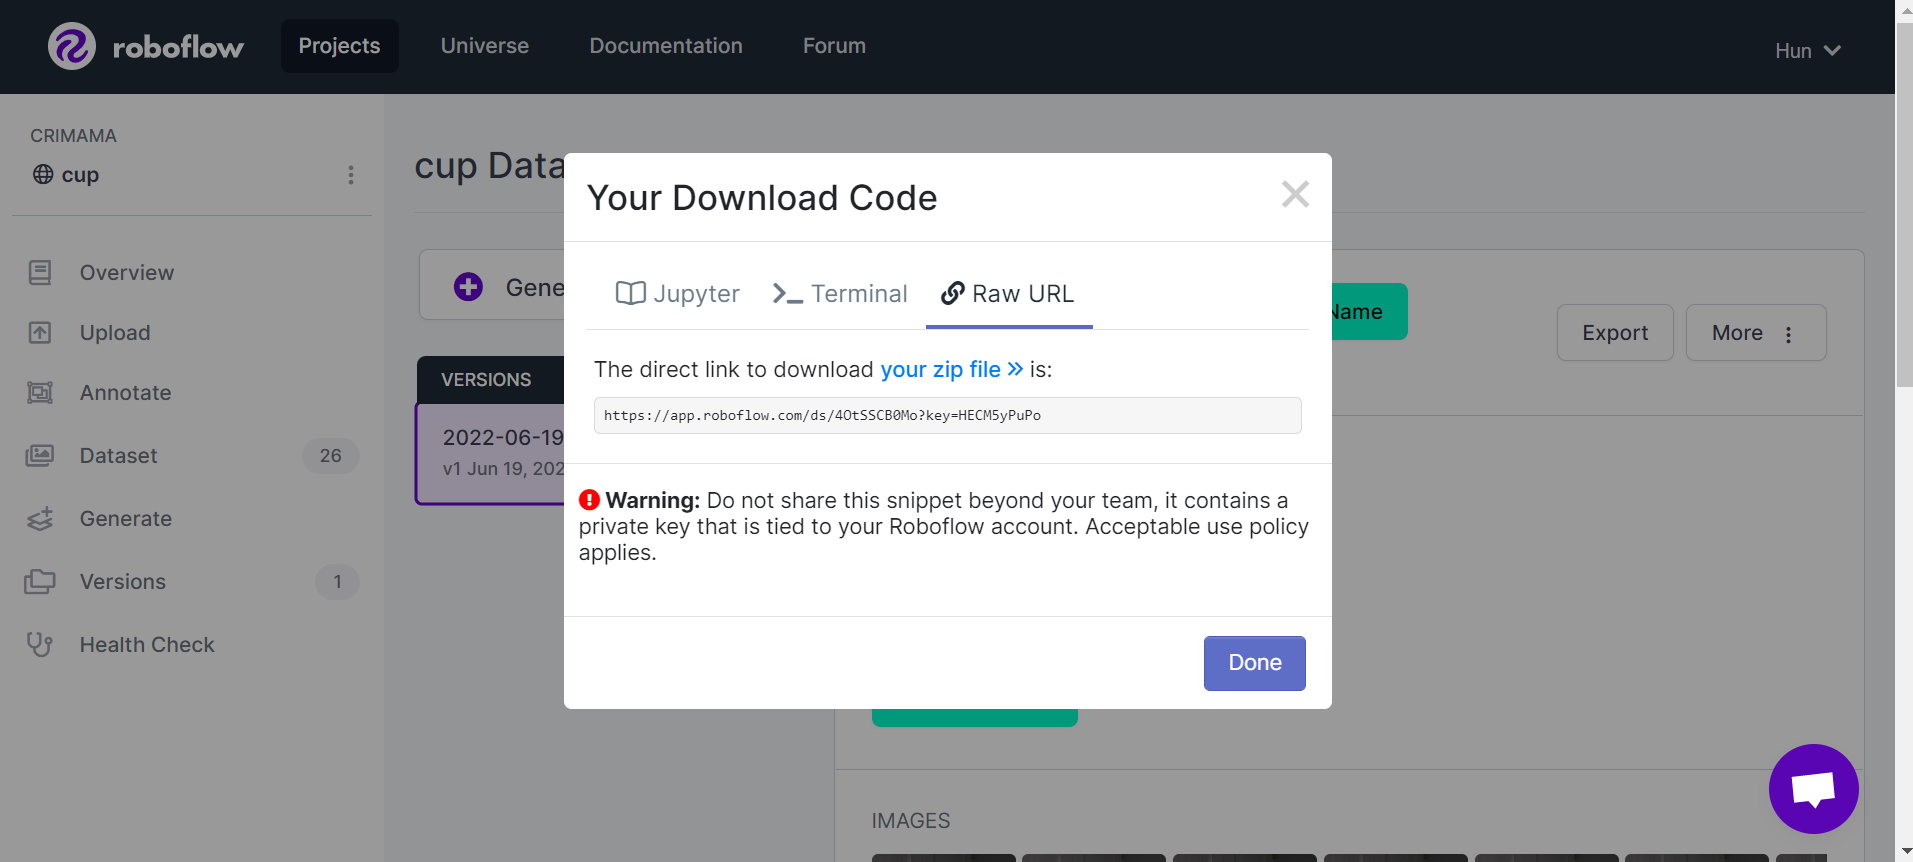 roboflow
Projects
Universe
Documentation
Forum
Hun
CRIMAMA
cup
Overview
Upload
Annotate
Dataset
26
Generate
Versions
1
Health Check
cup Data
Gene
VERSIONS
2022-06-19
v1 Jun 19, 202
Name
Export
More
Your Download Code
Jupyter
Terminal
Raw URL
The direct link to download your zip file » is:
https://app.roboflow.com/ds/4OtSSCB0Mo?key=HECM5yPuPo
Warning: Do not share this snippet beyond your team, it contains a
private key that is tied to your Roboflow account. Acceptable use policy
applies.
Done
IMAGES